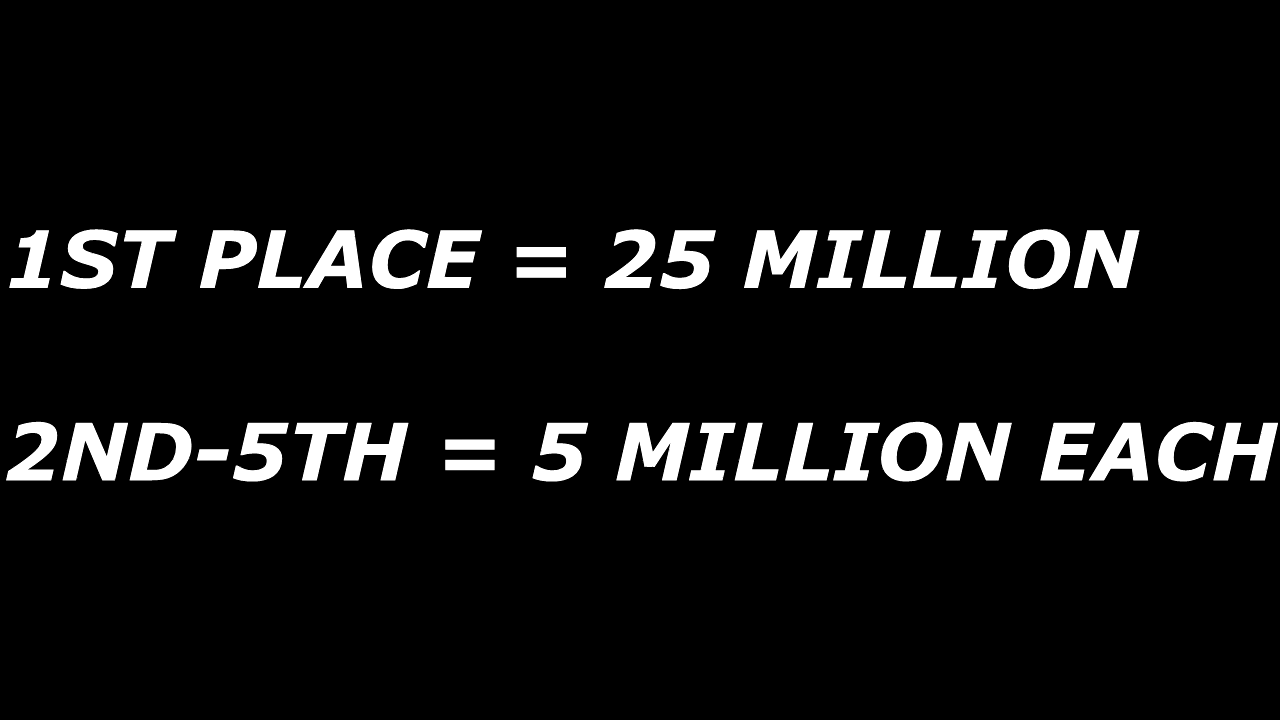 1ST PLACE = 25 MILLION
2ND-5TH = 5 MILLION EACH